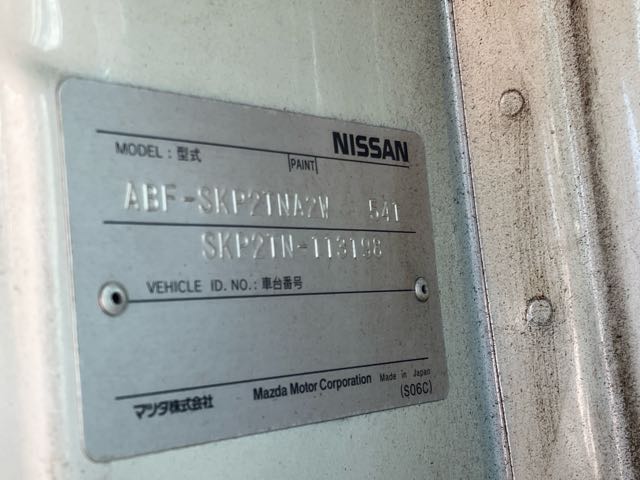 NISSAN
MODEL : 型式
PAINT
ABF-SKP2TNA2W 54T
SKP2TN-113198
VEHICLE ID. NO. : 車台番号
マツダ株式会社 Mazda Motor Corporation Made in Japan
(S06C)